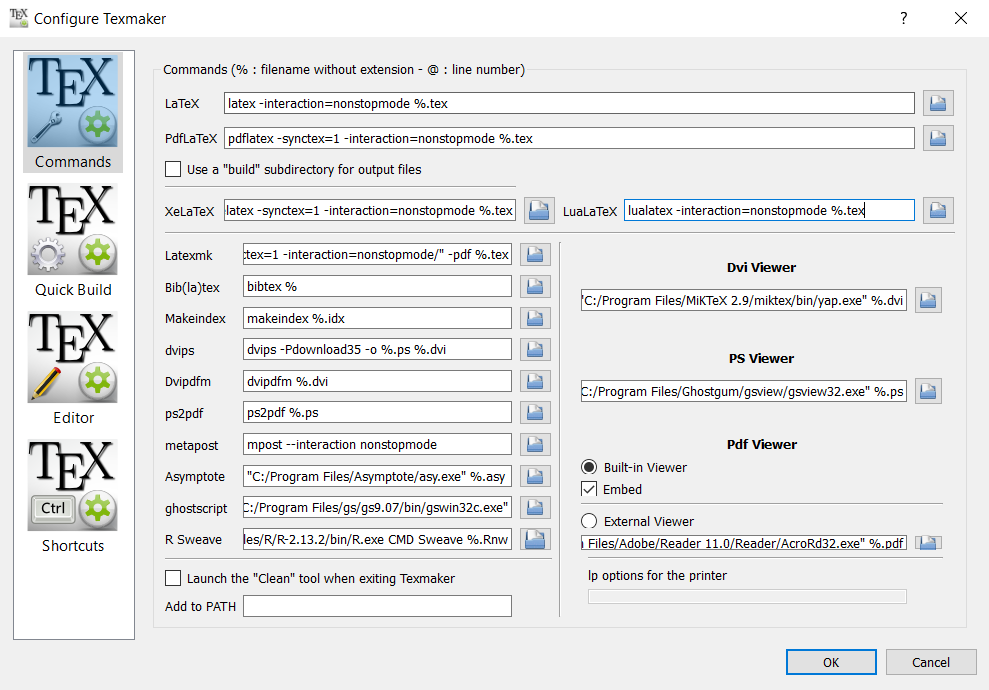 Configure Texmaker
Commands (% : filename without extension - @ : line number)
LaTeX latex -interaction=nonstopmode %.tex
PdfLaTeX pdflatex -synctex=1 -interaction=nonstopmode %.tex
Use a "build" subdirectory for output files
XeLaTeX latex -synctex=1 -interaction=nonstopmode %.tex LuaLaTeX lualatex -interaction=nonstopmode %.tex
Latexmk tex=1 -interaction=nonstopmode/" -pdf %.tex
Bib(la)tex bibtex %
Makeindex makeindex %.idx
dvips dvips -Pdownload35 -o %.ps %.dvi
Dvipdfm dvipdfm %.dvi
ps2pdf ps2pdf %.ps
metapost mpost --interaction nonstopmode
Asymptote "C:/Program Files/Asymptote/asy.exe" %.asy
ghostscript C:/Program Files/gs/gs9.07/bin/gswin32c.exe"
R Sweave les/R/R-2.13.2/bin/R.exe CMD Sweave %.Rnw
Launch the "Clean" tool when exiting Texmaker
Add to PATH
Dvi Viewer
"C:/Program Files/MiKTeX 2.9/miktex/bin/yap.exe" %.dvi
PS Viewer
C:/Program Files/Ghostgum/gsview/gsview32.exe" %.ps
Pdf Viewer
Built-in Viewer
Embed
External Viewer
Files/Adobe/Reader 11.0/Reader/AcroRd32.exe" %.pdf
lp options for the printer
TEX
Commands
TEX
Quick Build
TEX
Editor
TEX
Ctrl
Shortcuts
OK Cancel